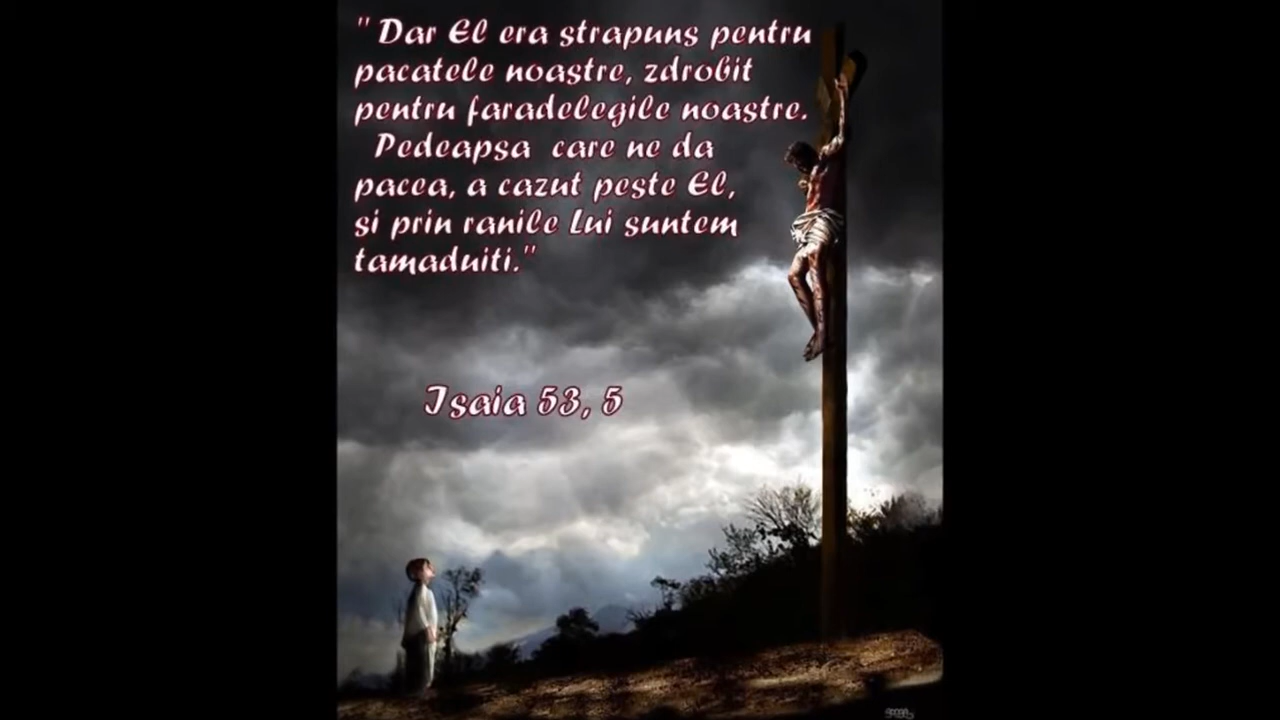 " Dar El era strapuns pentru
pacatele noastre, zdrobit
pentru faradelegile noastre.
Pedeapsa care ne da
pacea, a cazut peste El,
și prin ranile Lui suntem
tamaduiti."
Isaia 53, 5